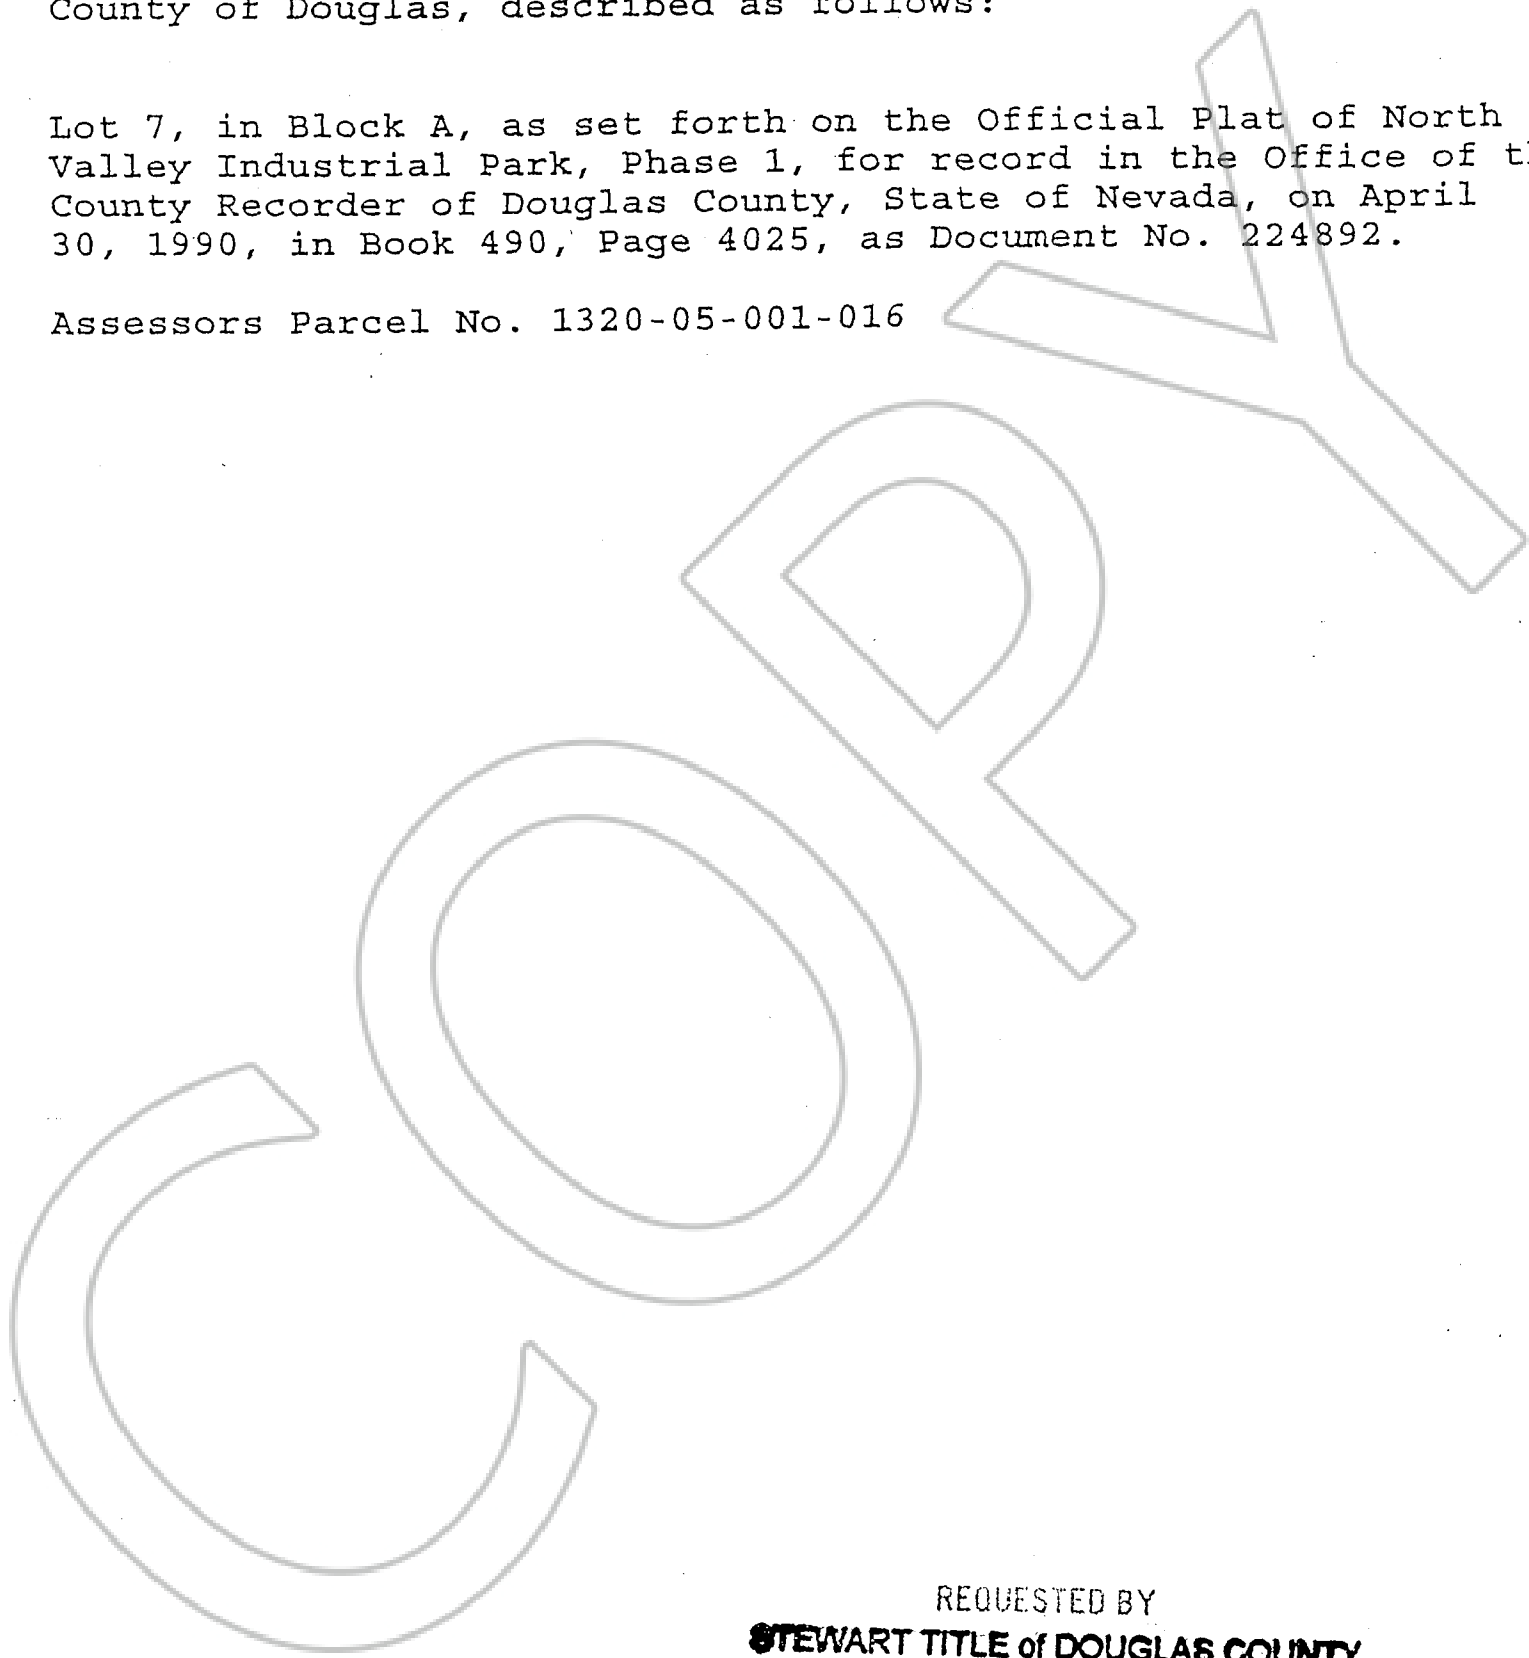 County of Douglas, described as follows:
Lot 7, in Block A, as set forth on the Official Plat of North
Valley Industrial Park, Phase 1, for record in the Office of th
County Recorder of Douglas County, State of Nevada, on April
30, 1990, in Book 490, Page 4025, as Document No. 224892.
Assessors Parcel No. 1320-05-001-016
COPY
REQUESTED BY
STEWART TITLE of DOUGLAS COUNTY